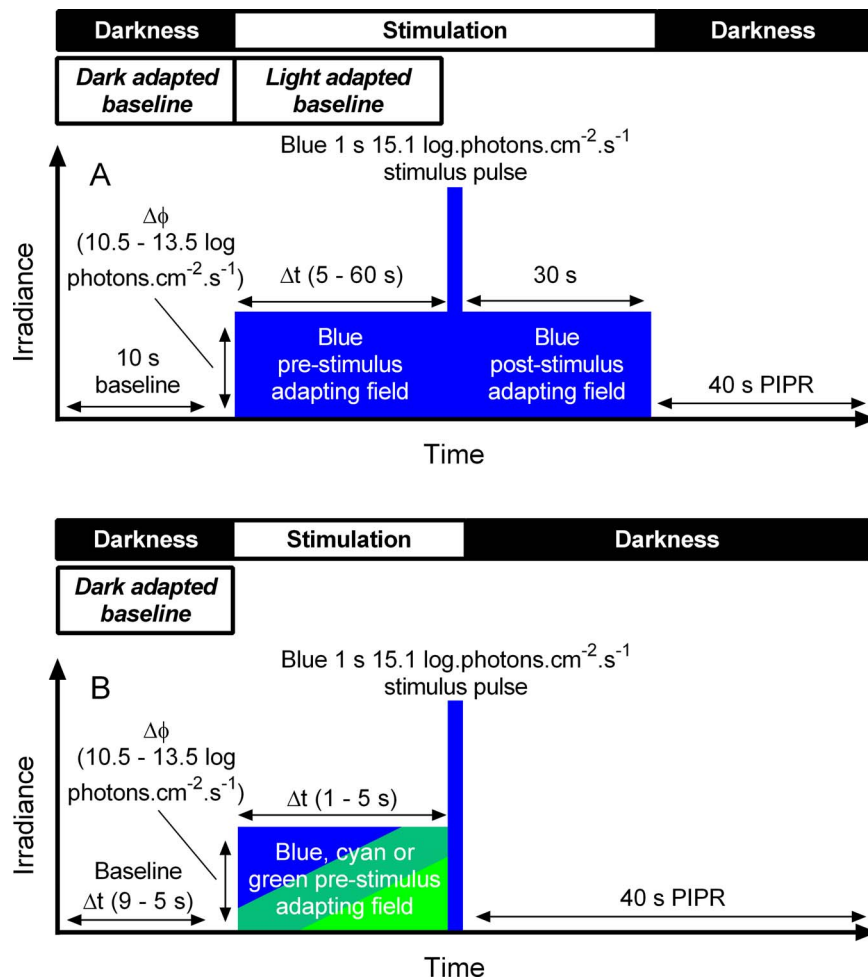 Darkness Stimulation Darkness
Dark adapted
baseline
Light adapted
baseline
Blue 1 s 15.1 log.photons.cm⁻².s⁻¹
stimulus pulse
A
Δϕ
(10.5 - 13.5 log
photons.cm⁻².s⁻¹)
Δt (5 - 60 s)
30 s
Irradiance
10 s
baseline
Blue
pre-stimulus
adapting field
Blue
post-stimulus
adapting field
40 s PIPR
Time
Darkness Stimulation Darkness
Dark adapted
baseline
Blue 1 s 15.1 log.photons.cm⁻².s⁻¹
stimulus pulse
B
Δϕ
(10.5 - 13.5 log
photons.cm⁻².s⁻¹)
Δt (1 - 5 s)
Irradiance
Baseline
Δt (9 - 5 s)
Blue, cyan or
green pre-stimulus
adapting field
40 s PIPR
Time